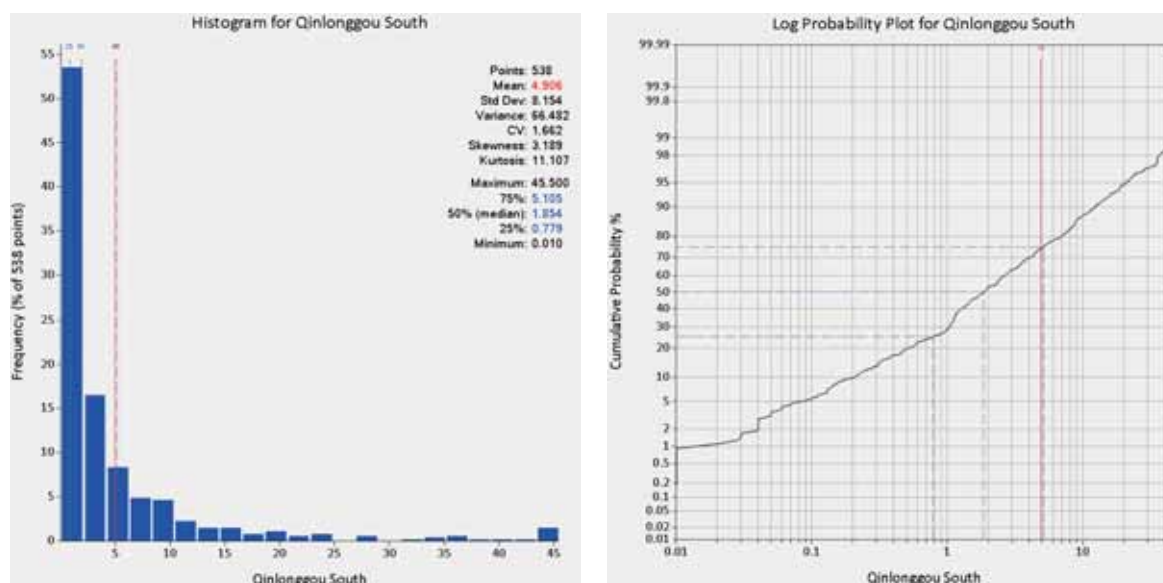 Histogram for Qinlonggou South
55
50
45
40
35
30
25
20
15
10
5
0
Frequency (% of 538 points)
Points: 538
Mean: 4.906
Std Dev: 8.154
Variance: 66.482
CV: 1.662
Skewness: 3.189
Kurtosis: 11.107
Maximum: 45.500
75%: 5.105
50% (median): 1.854
25%: 0.779
Minimum: 0.010
5 10 15 20 25 30 35 40 45
Qinlonggou South
Log Probability Plot for Qinlonggou South
99.99
99.9
99.8
99
98
95
90
80
70
60
50
40
30
20
10
5
2
1
0.5
0.2
0.1
0.05
0.02
0.01
Cumulative Probability %
0.01 0.1 1 10
Qinlonggou South